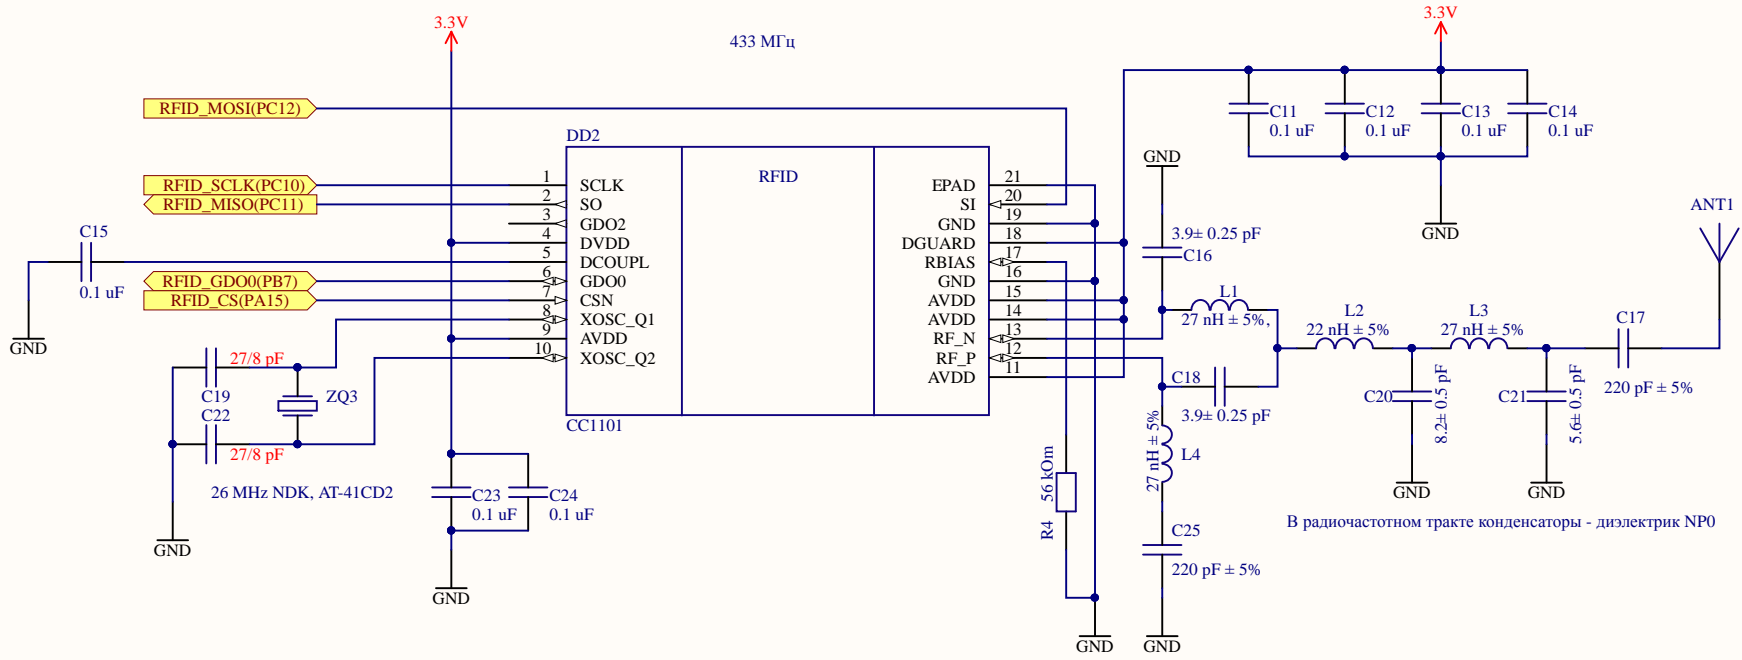 3.3V
433 МГц
3.3V
RFID_MOSI(PC12)
C11
0.1 uF
C12
0.1 uF
C13
0.1 uF
C14
0.1 uF
DD2
RFID
GND
RFID_SCLK(PC10)
RFID_MISO(PC11)
1 SCLK
2 SO
3 GDO2
4 DVDD
5 DCOUPL
6 GDO0
7 CSN
8 XOSC_Q1
9 AVDD
10 XOSC_Q2
EPAD 21
SI 20
GND 19
DGUARD 18
RBIAS 17
GND 16
AVDD 15
AVDD 14
RF_N 13
RF_P 12
AVDD 11
CC1101
GND
ANT1
C15
0.1 uF
GND
RFID_GDO0(PB7)
RFID_CS(PA15)
3.9± 0.25 pF
C16
L1
27 nH ± 5%,
L2
22 nH ± 5%
L3
27 nH ± 5%
C17
220 pF ± 5%
27/8 pF
C19
C22
27/8 pF
ZQ3
26 MHz NDK, AT-41CD2
GND
C18
3.9± 0.25 pF
C20
8.2± 0.5 pF
GND
C21
5.6± 0.5 pF
GND
27 nH ± 5%
L4
R4
56 kOm
C23
0.1 uF
C24
0.1 uF
GND
C25
220 pF ± 5%
GND
GND
В радиочастотном тракте конденсаторы - диэлектрик NP0